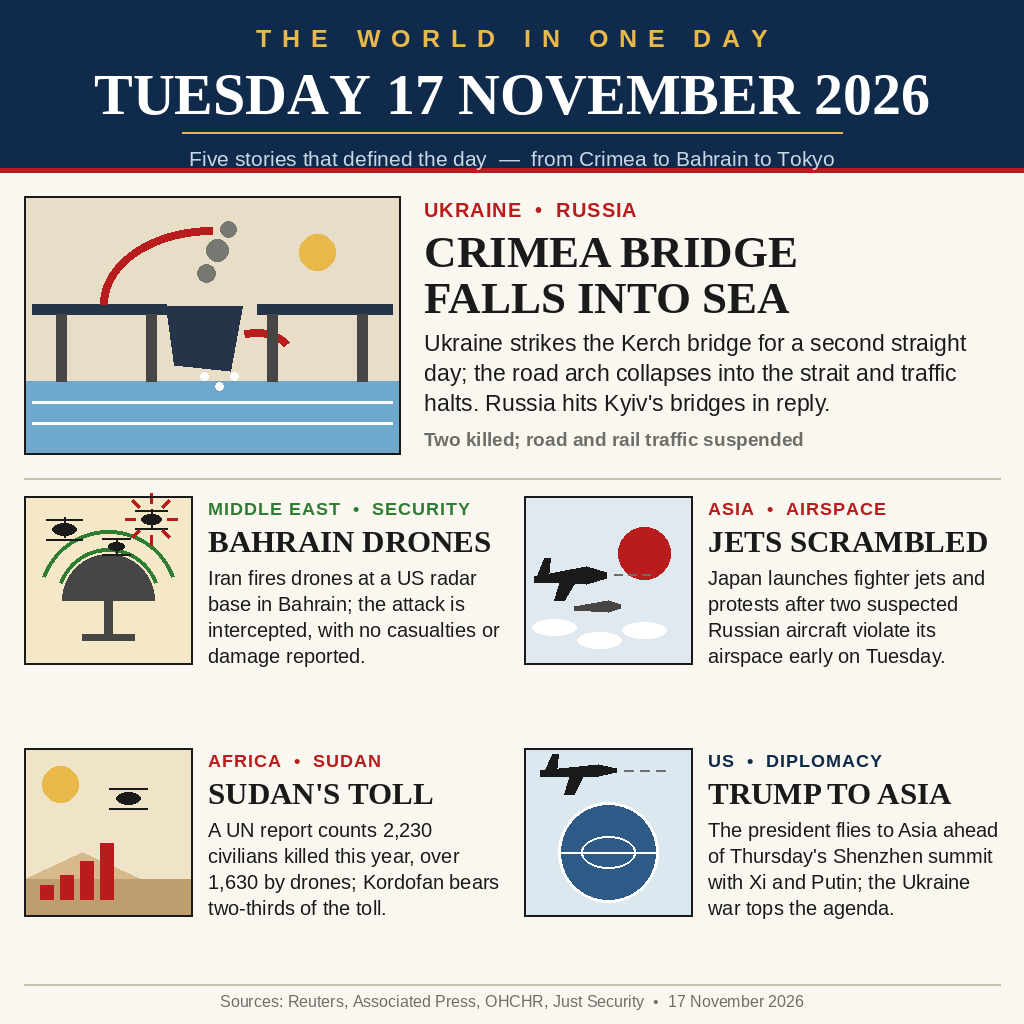 THE WORLD IN ONE DAY
TUESDAY 17 NOVEMBER 2026
Five stories that defined the day — from Crimea to Bahrain to Tokyo
UKRAINE • RUSSIA
CRIMEA BRIDGE
FALLS INTO SEA
Ukraine strikes the Kerch bridge for a second straight
day; the road arch collapses into the strait and traffic
halts. Russia hits Kyiv's bridges in reply.
Two killed; road and rail traffic suspended
MIDDLE EAST • SECURITY
BAHRAIN DRONES
Iran fires drones at a US radar
base in Bahrain; the attack is
intercepted, with no casualties or
damage reported.
ASIA • AIRSPACE
JETS SCRAMBLED
Japan launches fighter jets and
protests after two suspected
Russian aircraft violate its
airspace early on Tuesday.
AFRICA • SUDAN
SUDAN'S TOLL
A UN report counts 2,230
civilians killed this year, over
1,630 by drones; Kordofan bears
two-thirds of the toll.
US • DIPLOMACY
TRUMP TO ASIA
The president flies to Asia ahead
of Thursday's Shenzhen summit
with Xi and Putin; the Ukraine
war tops the agenda.
Sources: Reuters, Associated Press, OHCHR, Just Security • 17 November 2026